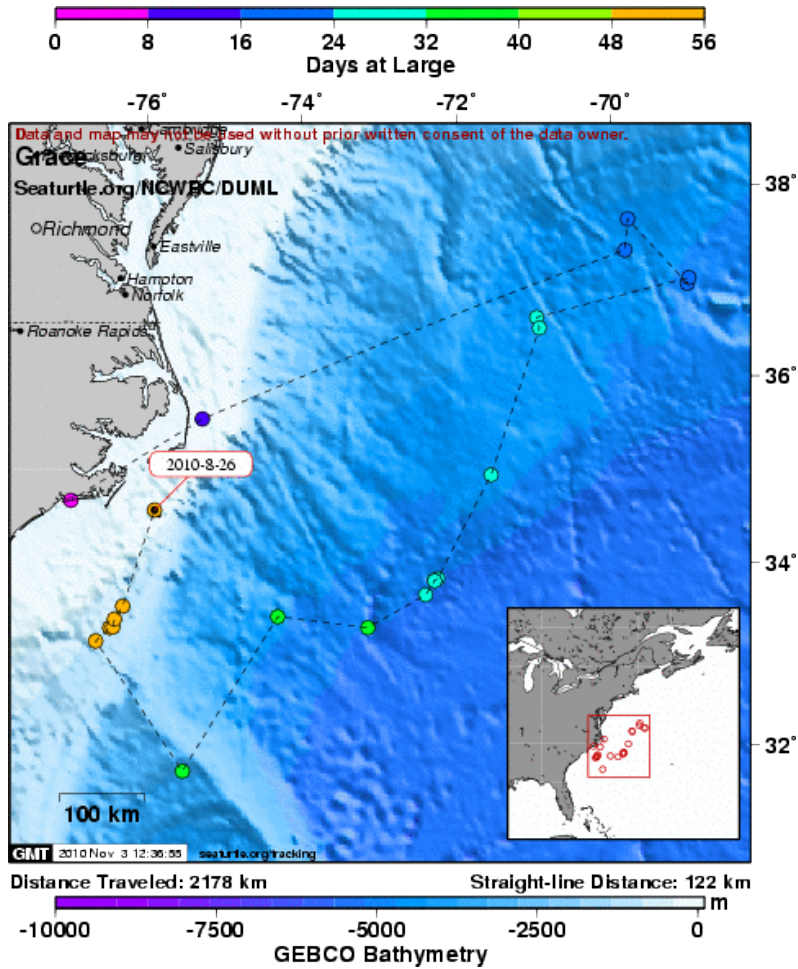 0 8 16 24 32 40 48 56
Days at Large
-76° -74° -72° -70°
Data and map may not be used without prior written consent of the data owner.
Grace
Salisbury
Seaturtle.org/NCWRC/DUML
38°
Richmond
Eastville
Hampton
Norfolk
Roanoke Rapids
36°
2010-8-26
34°
32°
100 km
GMT 2010 Nov 3 12:36:55 seaturtle.org/tracking
Distance Traveled: 2178 km Straight-line Distance: 122 km
-10000 -7500 -5000 -2500 0 m
GEBCO Bathymetry